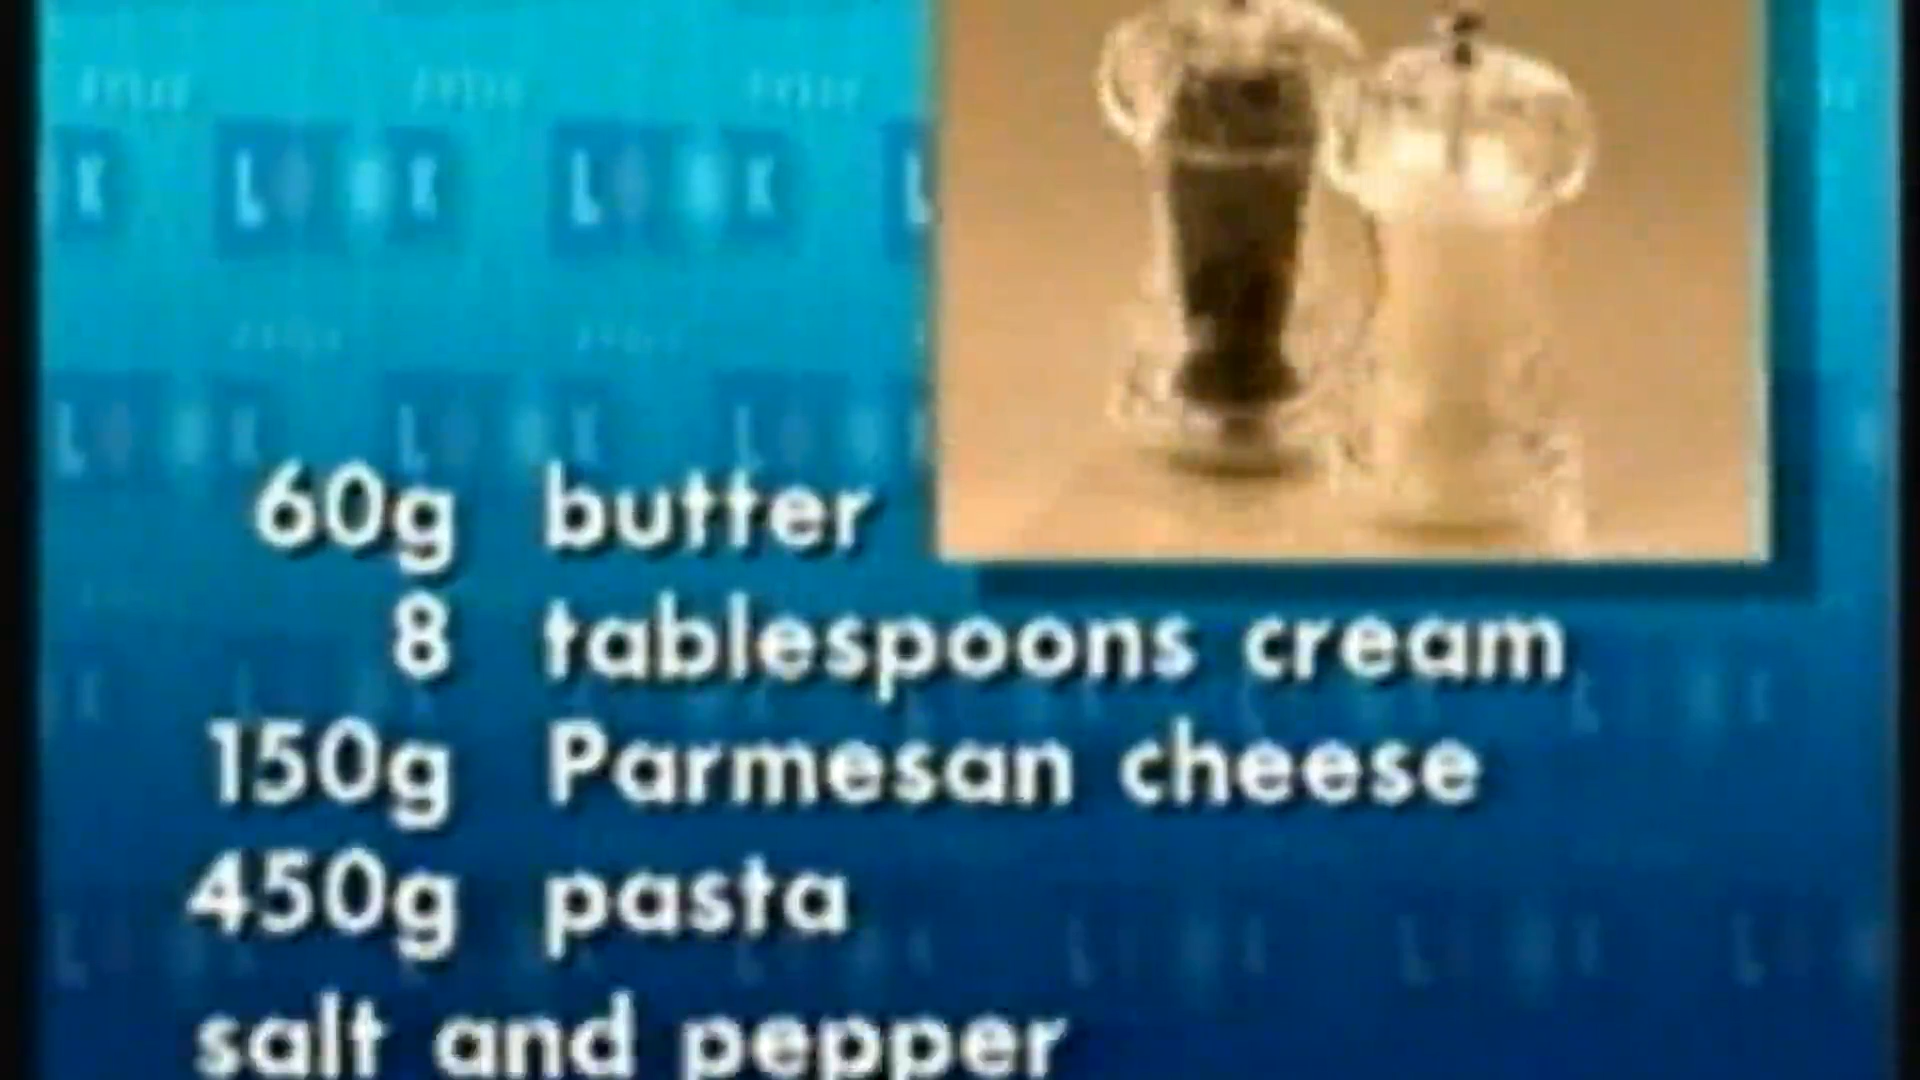 60g butter
8 tablespoons cream
150g Parmesan cheese
450g pasta
salt and pepper